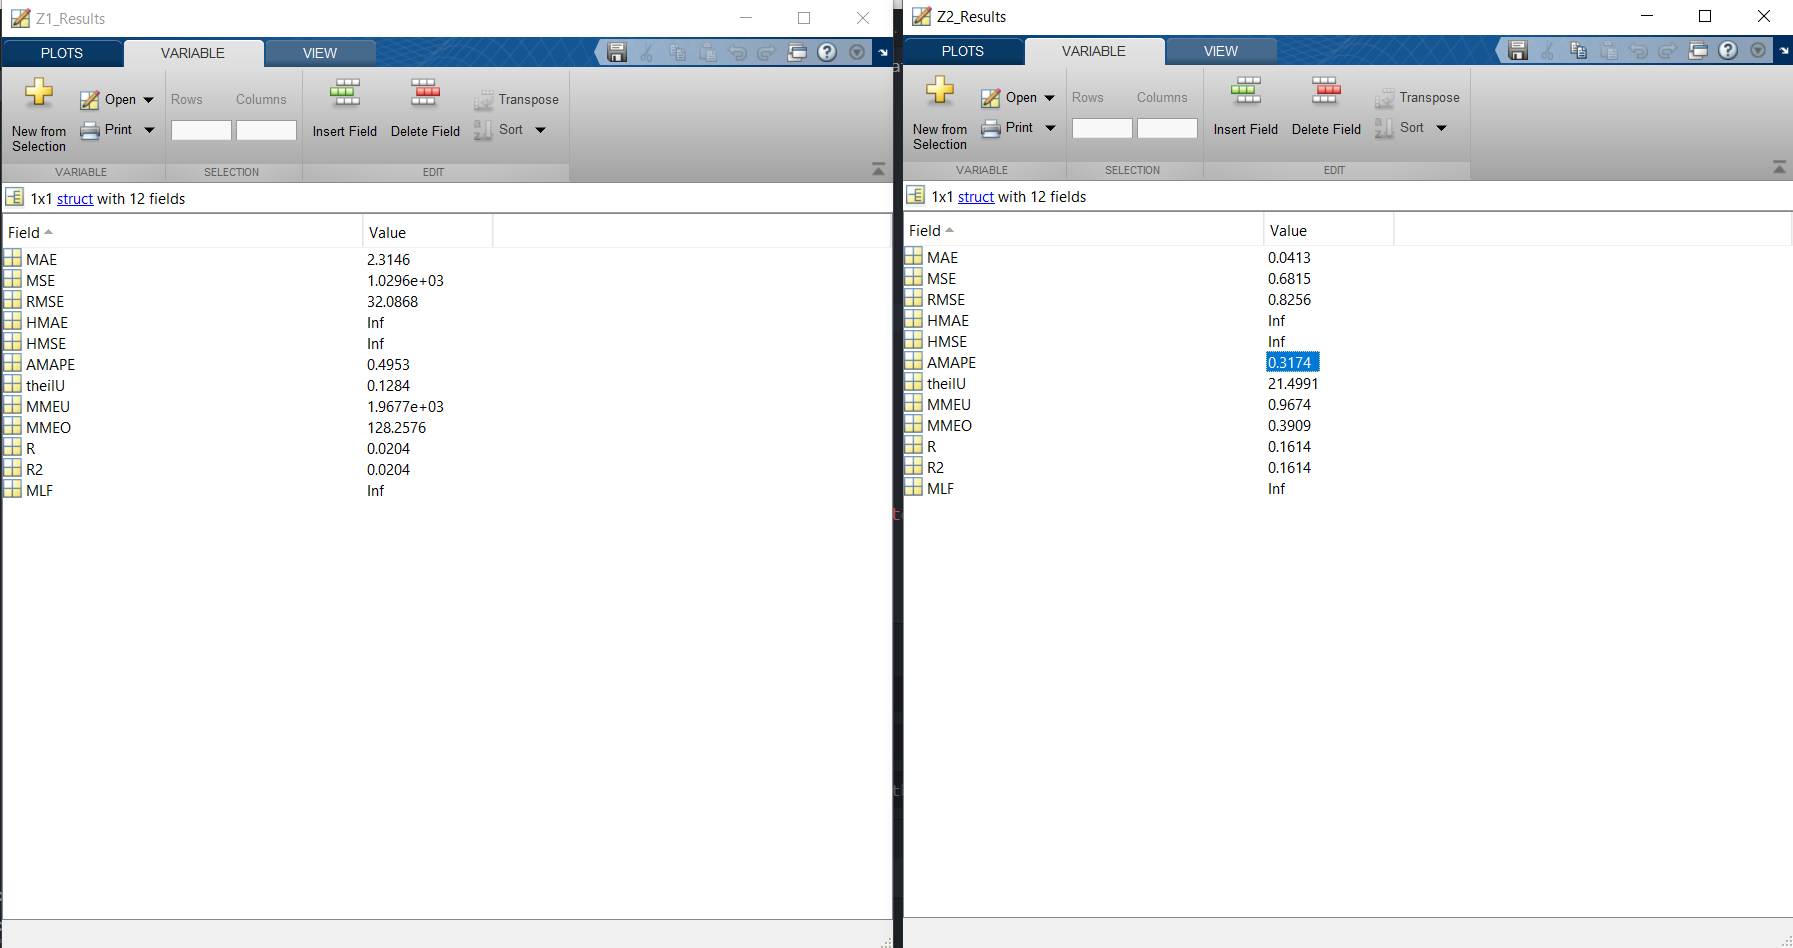 Z1_Results
PLOTS VARIABLE VIEW
New from Selection
Open
Print
Rows Columns
Insert Field Delete Field
Transpose
Sort
VARIABLE SELECTION EDIT
1x1 struct with 12 fields
Field Value
MAE 2.3146
MSE 1.0296e+03
RMSE 32.0868
HMAE Inf
HMSE Inf
AMAPE 0.4953
theilU 0.1284
MMEU 1.9677e+03
MMEO 128.2576
R 0.0204
R2 0.0204
MLF Inf
Z2_Results
PLOTS VARIABLE VIEW
New from Selection
Open
Print
Rows Columns
Insert Field Delete Field
Transpose
Sort
VARIABLE SELECTION EDIT
1x1 struct with 12 fields
Field Value
MAE 0.0413
MSE 0.6815
RMSE 0.8256
HMAE Inf
HMSE Inf
AMAPE 0.3174
theilU 21.4991
MMEU 0.9674
MMEO 0.3909
R 0.1614
R2 0.1614
MLF Inf